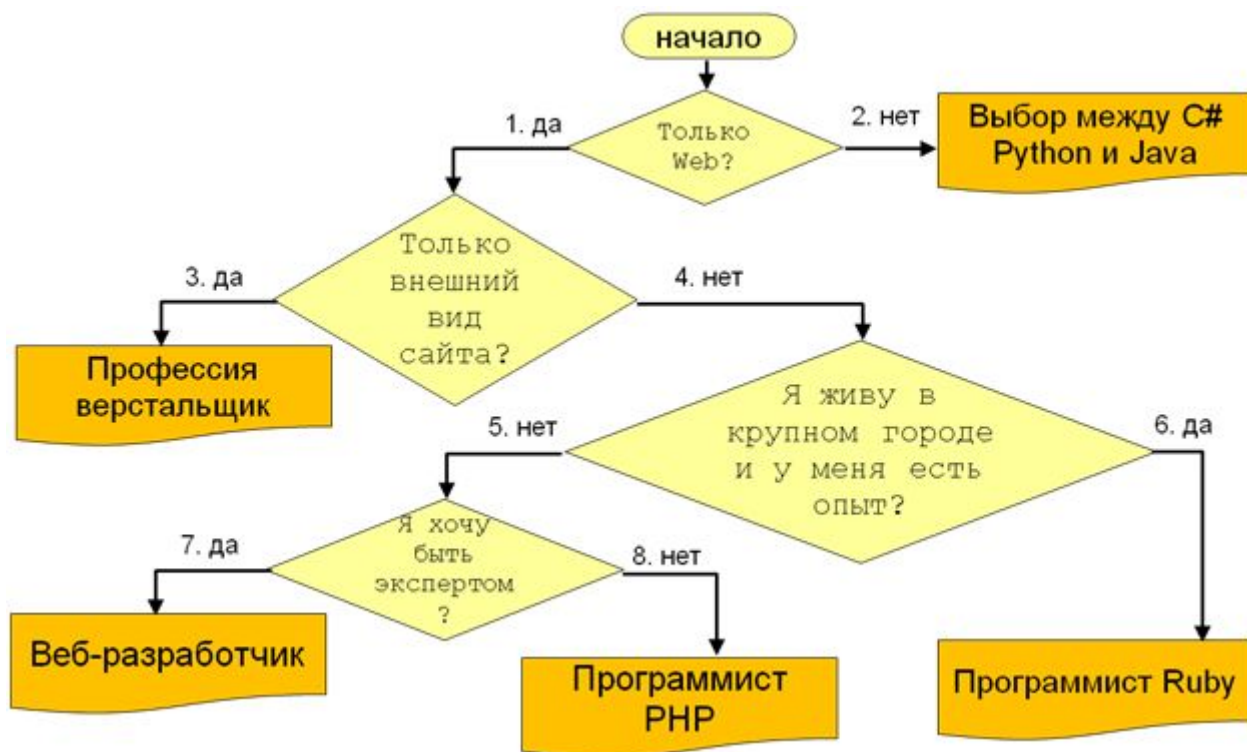 начало
1. да
Только
Web?
2. нет
Выбор между C#
Python и Java
3. да
Только
внешний
вид
сайта?
4. нет
Профессия
верстальщик
5. нет
Я живу в
крупном городе
и у меня есть
опыт?
6. да
7. да
Я хочу
быть
экспертом
?
8. нет
Веб-разработчик
Программист
PHP
Программист Ruby